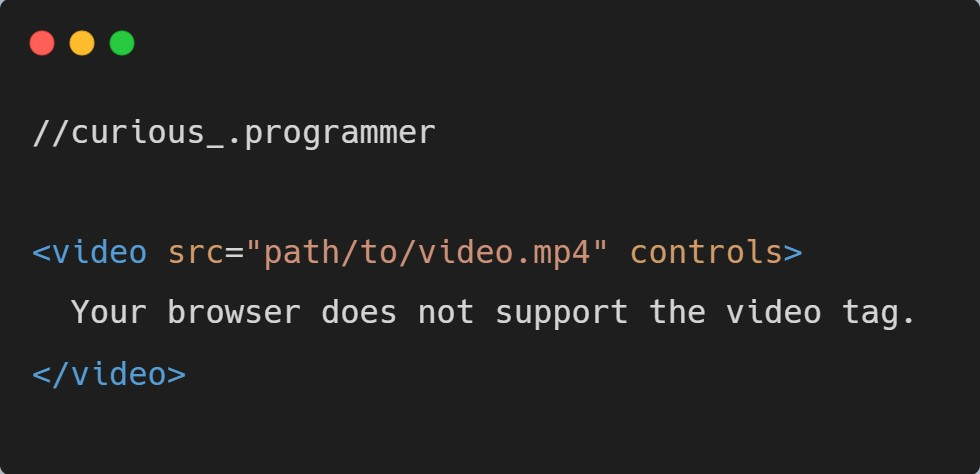 //curious_.programmer
<video src="path/to/video.mp4" controls>
Your browser does not support the video tag.
</video>